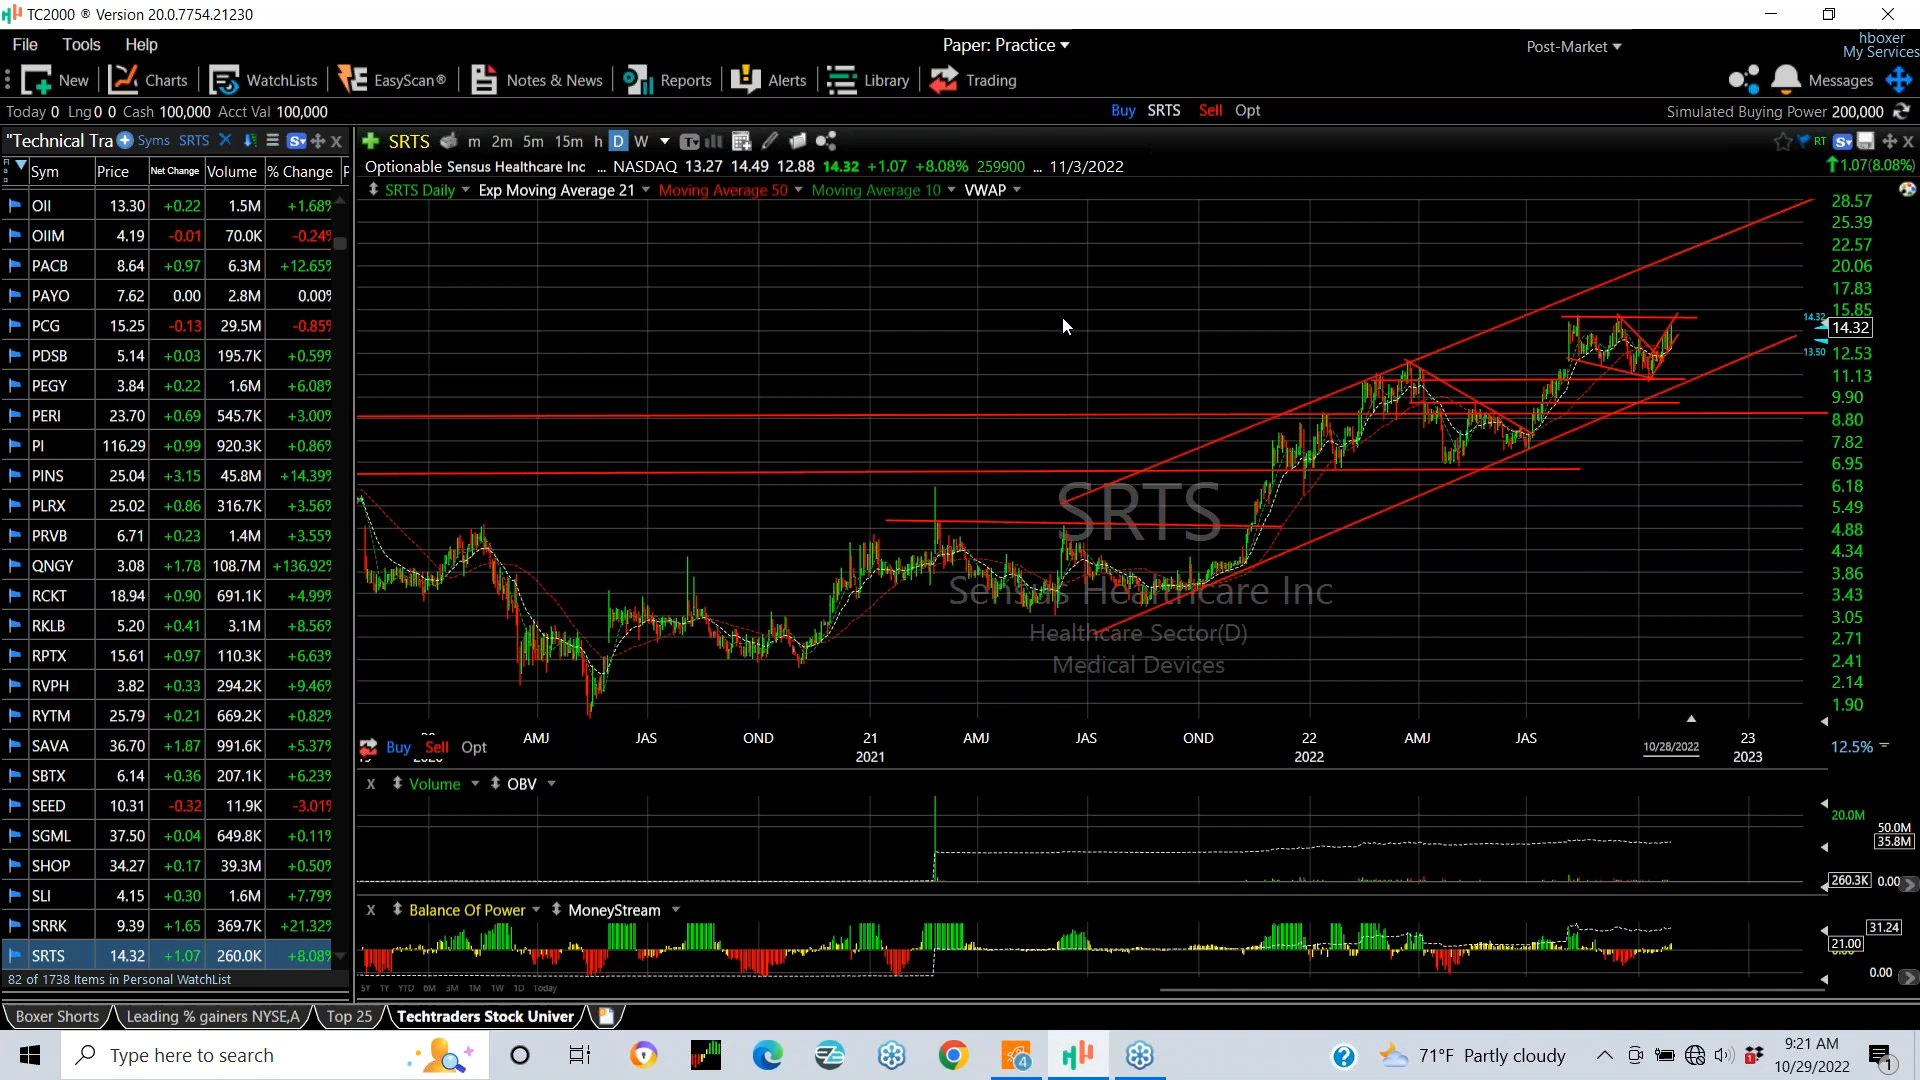 TC2000 ® Version 20.0.7754.21230
File Tools Help
Paper: Practice
Post-Market
hboxer
My Services
New Charts WatchLists EasyScan® Notes & News Reports Alerts Library Trading
Messages
Today 0 Lng 0 0 Cash 100,000 Acct Val 100,000
Buy SRTS Sell Opt
Simulated Buying Power 200,000
"Technical Tra Syms SRTS
SRTS m 2m 5m 15m h D W
RT
Sym Price Net Change Volume % Change
Optionable Sensus Healthcare Inc ... NASDAQ 13.27 14.49 12.88 14.32 +1.07 +8.08% 259900 ... 11/3/2022
1.07(8.08%)
SRTS Daily Exp Moving Average 21 Moving Average 50 Moving Average 10 VWAP
OII 13.30 +0.22 1.5M +1.68%
OIIM 4.19 -0.01 70.0K -0.24%
PACB 8.64 +0.97 6.3M +12.65%
PAYO 7.62 0.00 2.8M 0.00%
PCG 15.25 -0.13 29.5M -0.85%
PDSB 5.14 +0.03 195.7K +0.59%
PEGY 3.84 +0.22 1.6M +6.08%
PERI 23.70 +0.69 545.7K +3.00%
PI 116.29 +0.99 920.3K +0.86%
PINS 25.04 +3.15 45.8M +14.39%
PLRX 25.02 +0.86 316.7K +3.56%
PRVB 6.71 +0.23 1.4M +3.55%
QNGY 3.08 +1.78 108.7M +136.92%
RCKT 18.94 +0.90 691.1K +4.99%
RKLB 5.20 +0.41 3.1M +8.56%
RPTX 15.61 +0.97 110.3K +6.63%
RVPH 3.82 +0.33 294.2K +9.46%
RYTM 25.79 +0.21 669.2K +0.82%
SAVA 36.70 +1.87 991.6K +5.37%
SBTX 6.14 +0.36 207.1K +6.23%
SEED 10.31 -0.32 11.9K -3.01%
SGML 37.50 +0.04 649.8K +0.11%
SHOP 34.27 +0.17 39.3M +0.50%
SLI 4.15 +0.30 1.6M +7.79%
SRRK 9.39 +1.65 369.7K +21.32%
SRTS 14.32 +1.07 260.0K +8.08%
82 of 1738 Items in Personal WatchList
28.57
25.39
22.57
20.06
17.83
15.85
14.32
14.32
13.50
12.53
11.13
9.90
8.80
7.82
6.95
6.18
5.49
4.88
4.34
3.86
3.43
3.05
2.71
2.41
2.14
1.90
SRTS
Sensus Healthcare Inc
Healthcare Sector(D)
Medical Devices
AMJ JAS OND 21 AMJ JAS OND 22 AMJ JAS 23
2021 2022 10/28/2022 2023
12.5%
Buy Sell Opt
X Volume OBV
20.0M
50.0M
35.8M
260.3K 0.00
X Balance Of Power MoneyStream
31.24
21.00
0.00
5Y 1Y YTD 6M 3M 1M 1W 1D Today
Boxer Shorts Leading % gainers NYSE,A Top 25 Techtraders Stock Univer
Type here to search
4
71°F Partly cloudy
9:21 AM
10/29/2022
1